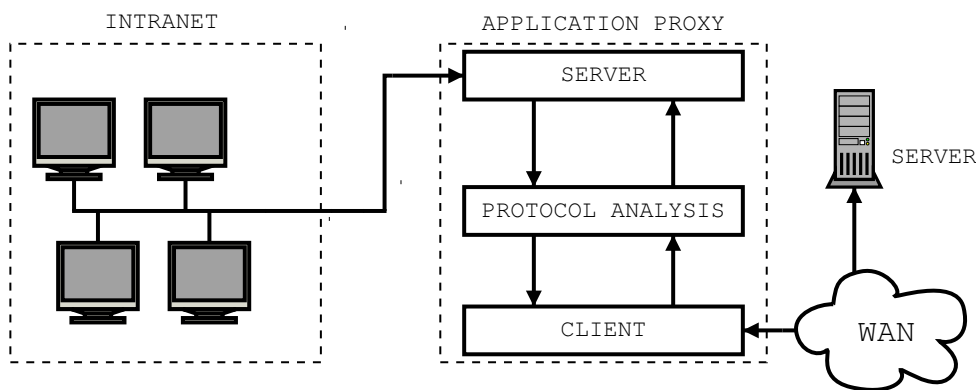 INTRANET
APPLICATION PROXY
SERVER
SERVER
PROTOCOL ANALYSIS
CLIENT
WAN